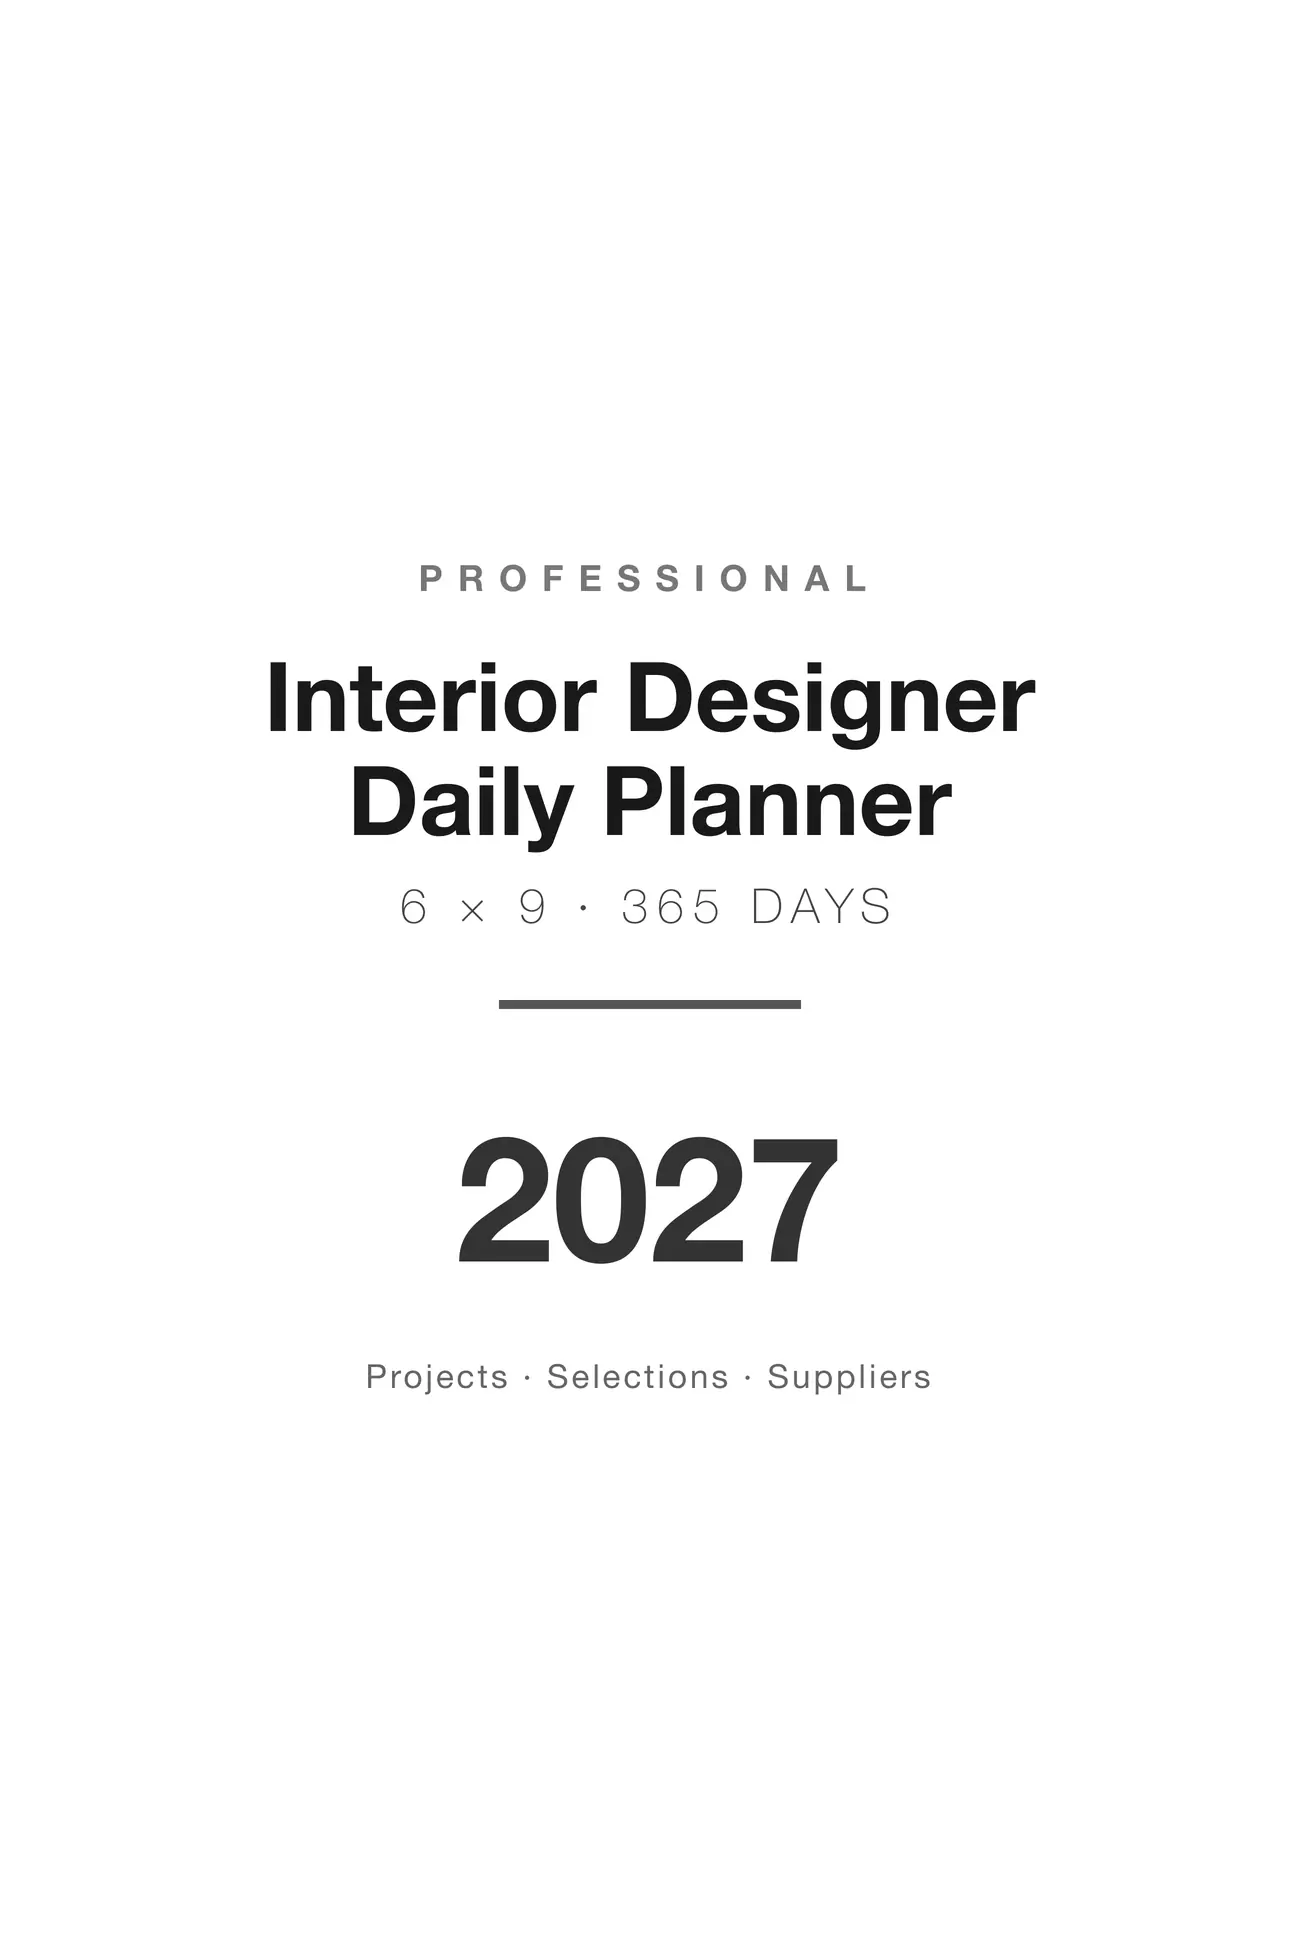 PROFESSIONAL
Interior Designer
Daily Planner
6 × 9 · 365 DAYS
2027
Projects · Selections · Suppliers